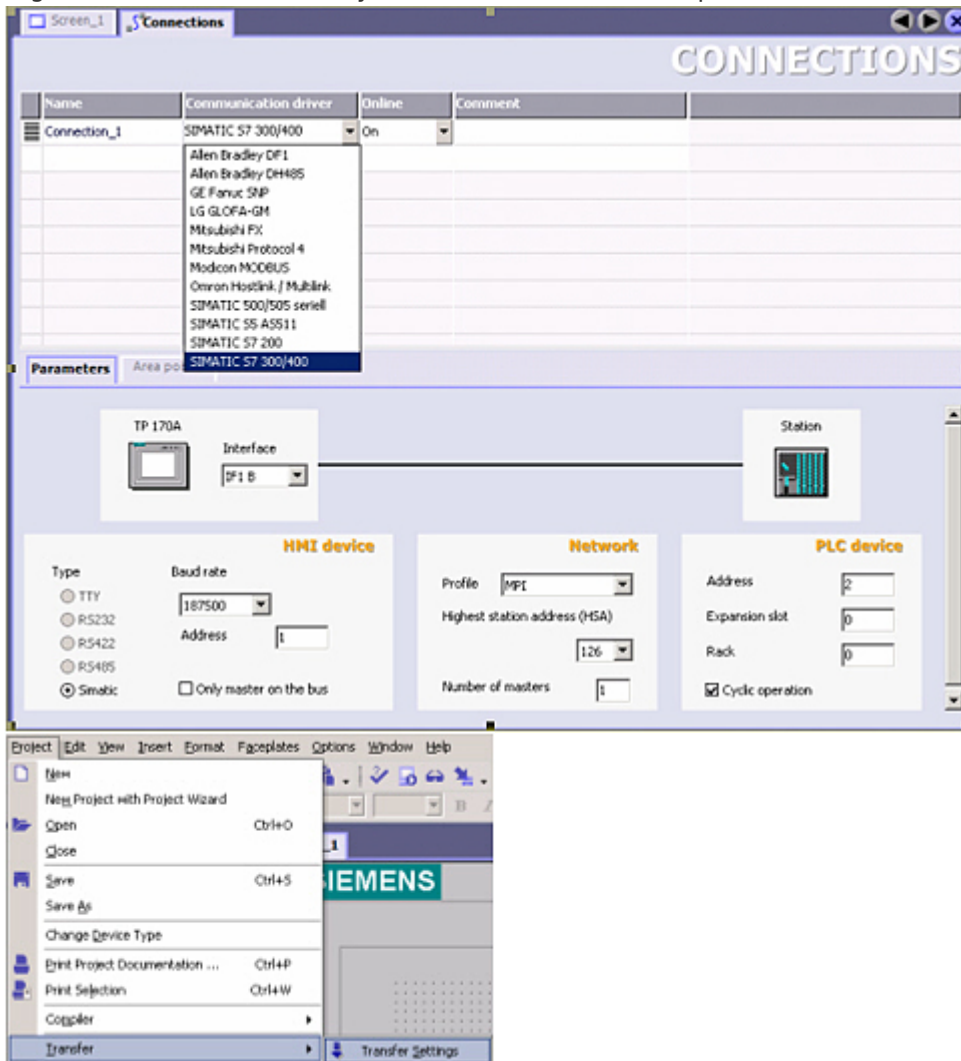 Screen_1 Connections
CONNECTIONS
Name Communication driver Online Comment
Connection_1 SIMATIC S7 300/400 On
Allen Bradley DF1
Allen Bradley DH485
GE Fanuc SNP
LG GLOFA-GM
Mitsubishi FX
Mitsubishi Protocol 4
Modicon MODBUS
Omron Hostlink / Multilink
SIMATIC 500/505 seriell
SIMATIC S5 AS511
SIMATIC S7 200
SIMATIC S7 300/400
Parameters Area po
TP 170A
Interface
IF1 B
Station
HMI device
Type
TTY
RS232
RS422
RS485
Simatic
Baud rate
187500
Address 1
Only master on the bus
Network
Profile MPI
Highest station address (HSA)
126
Number of masters 1
PLC device
Address 2
Expansion slot 0
Rack 0
Cyclic operation
Project Edit View Insert Format Faceplates Options Window Help
New
New Project with Project Wizard
Open Ctrl+O
Close
Save Ctrl+S
Save As
Change Device Type
Print Project Documentation ... Ctrl+P
Print Selection Ctrl+W
Compiler
Transfer
Transfer Settings
_1
SIEMENS
B